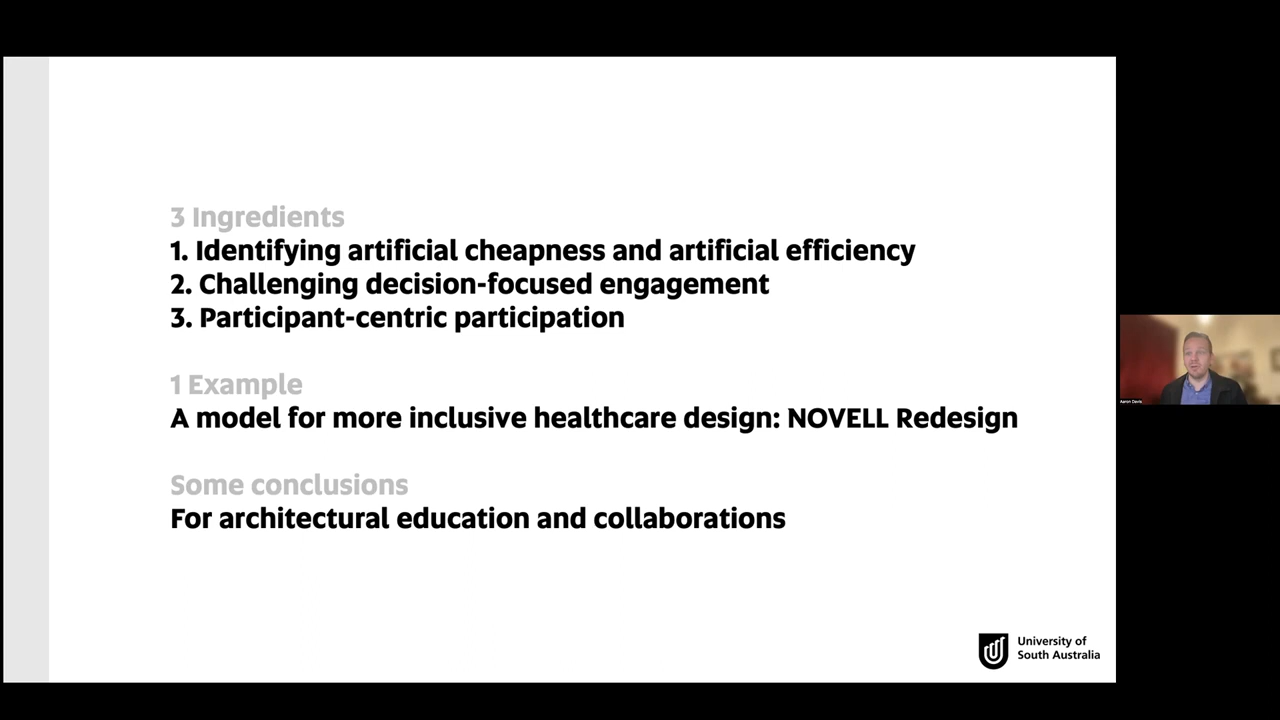 3 Ingredients
1. Identifying artificial cheapness and artificial efficiency
2. Challenging decision-focused engagement
3. Participant-centric participation
1 Example
A model for more inclusive healthcare design: NOVELL Redesign
Some conclusions
For architectural education and collaborations
University of
South Australia
Aaron Davis